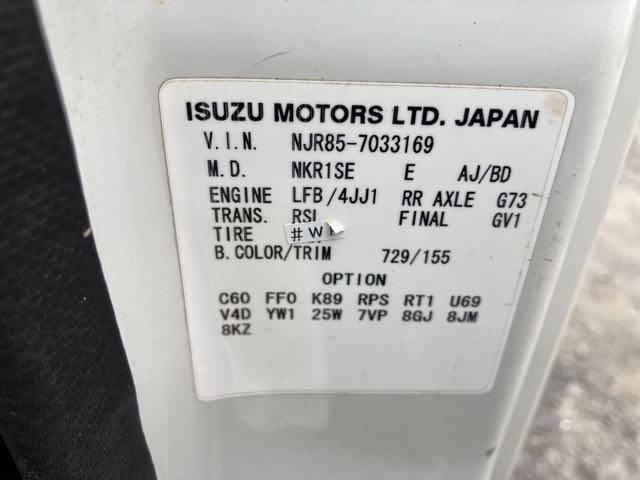 ISUZU MOTORS LTD. JAPAN
V.I.N. NJR85-7033169
M.D. NKR1SE E AJ/BD
ENGINE LFB/4JJ1 RR AXLE G73
TRANS. RSL FINAL GV1
TIRE #W
B.COLOR/TRIM 729/155
OPTION
C60 FF0 K89 RPS RT1 U69
V4D YW1 25W 7VP 8GJ 8JM
8KZ